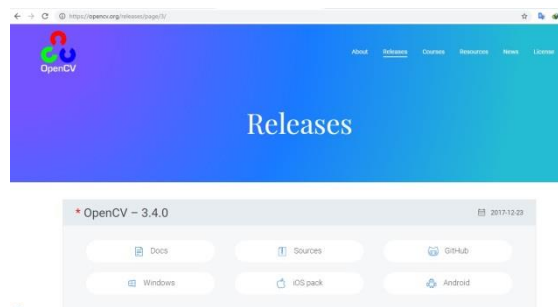 https://opencv.org/releases/page/3/
OpenCV
About Releases Courses Resources News License
Releases
* OpenCV – 3.4.0 2017-12-23
Docs Sources GitHub
Windows iOS pack Android